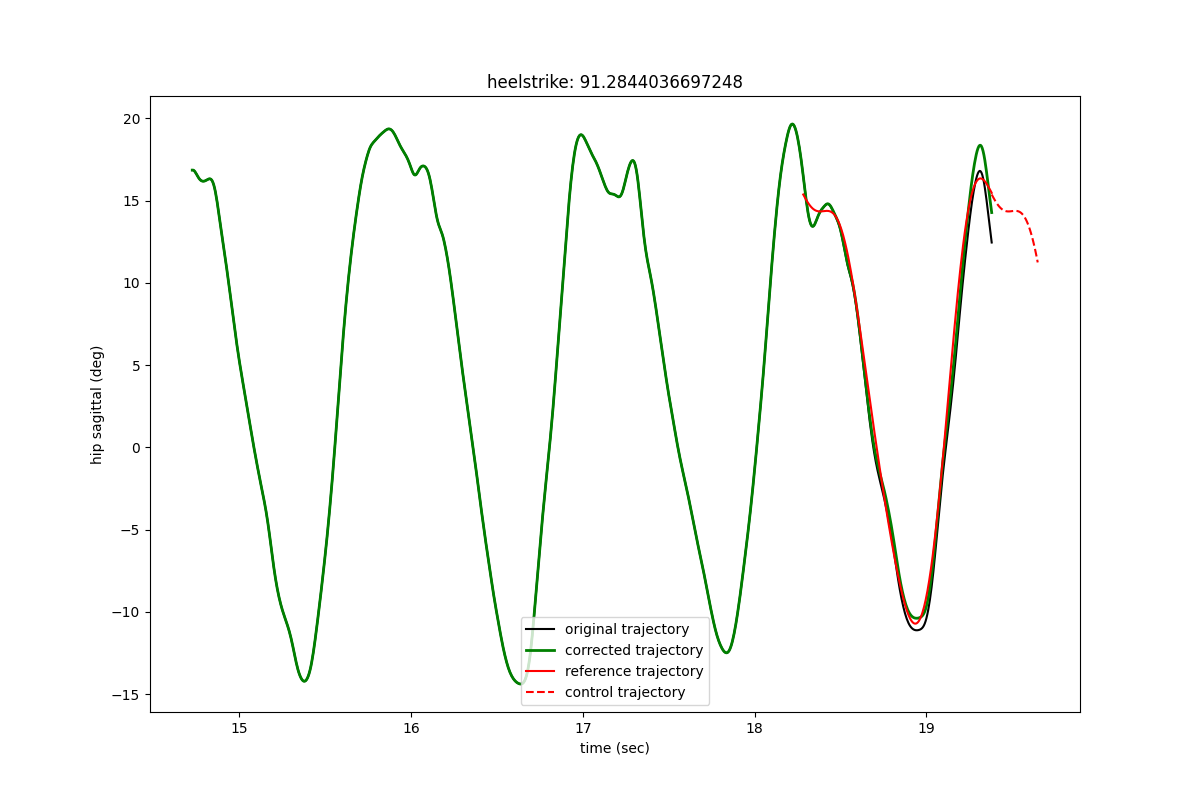 heelstrike: 91.2844036697248
20
15
10
5
0
−5
−10
−15
hip sagittal (deg)
original trajectory
corrected trajectory
reference trajectory
control trajectory
15
16
17
18
19
time (sec)